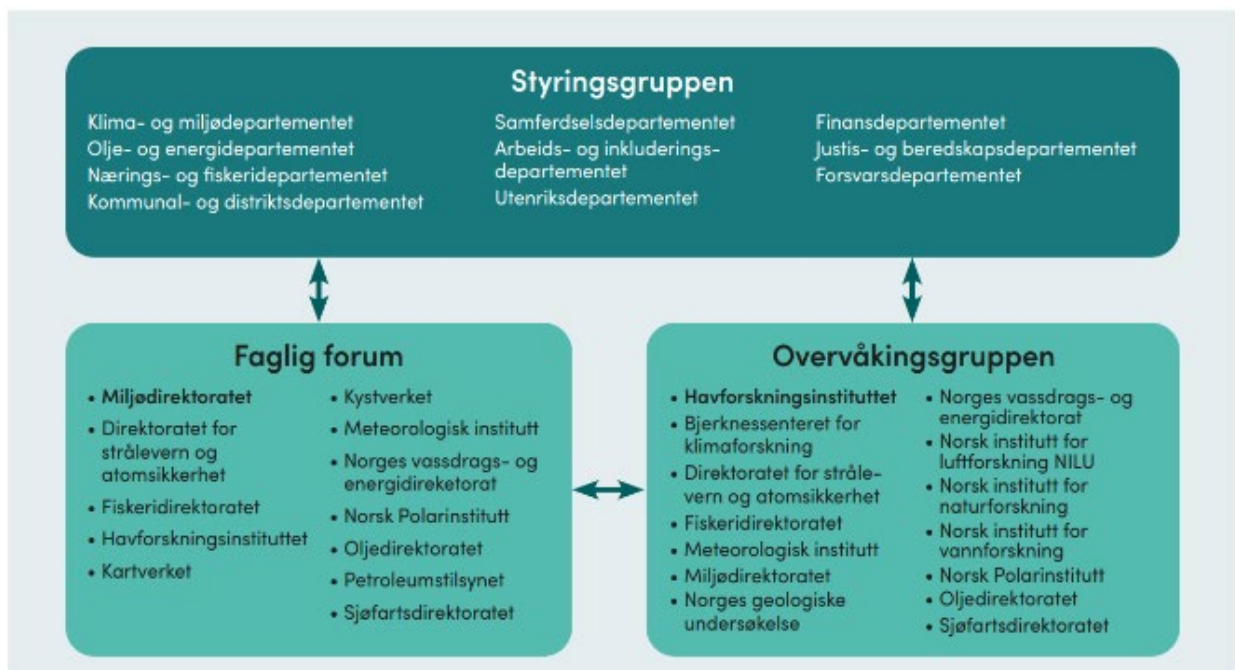 Styringsgruppen
Klima- og miljødepartementet
Olje- og energidepartementet
Nærings- og fiskeridepartementet
Kommunal- og distriktsdepartementet
Samferdselsdepartementet
Arbeids- og inkluderings-
departementet
Utenriksdepartementet
Finansdepartementet
Justis- og beredskapsdepartementet
Forsvarsdepartementet
Faglig forum
• Miljødirektoratet
• Direktoratet for
strålevern og
atomsikkerhet
• Fiskeridirektoratet
• Havforskningsinstituttet
• Kartverket
• Kystverket
• Meteorologisk institutt
• Norges vassdrags- og
energidireketorat
• Norsk Polarinstitutt
• Oljedirektoratet
• Petroleumstilsynet
• Sjøfartsdirektoratet
Overvåkingsgruppen
• Havforskningsinstituttet
• Bjerknessenteret for
klimaforskning
• Direktoratet for stråle-
vern og atomsikkerhet
• Fiskeridirektoratet
• Meteorologisk institutt
• Miljødirektoratet
• Norges geologiske
undersøkelse
• Norges vassdrags- og
energidirektorat
• Norsk institutt for
luftforskning NILU
• Norsk institutt for
naturforskning
• Norsk institutt for
vannforskning
• Norsk Polarinstitutt
• Oljedirektoratet
• Sjøfartsdirektoratet